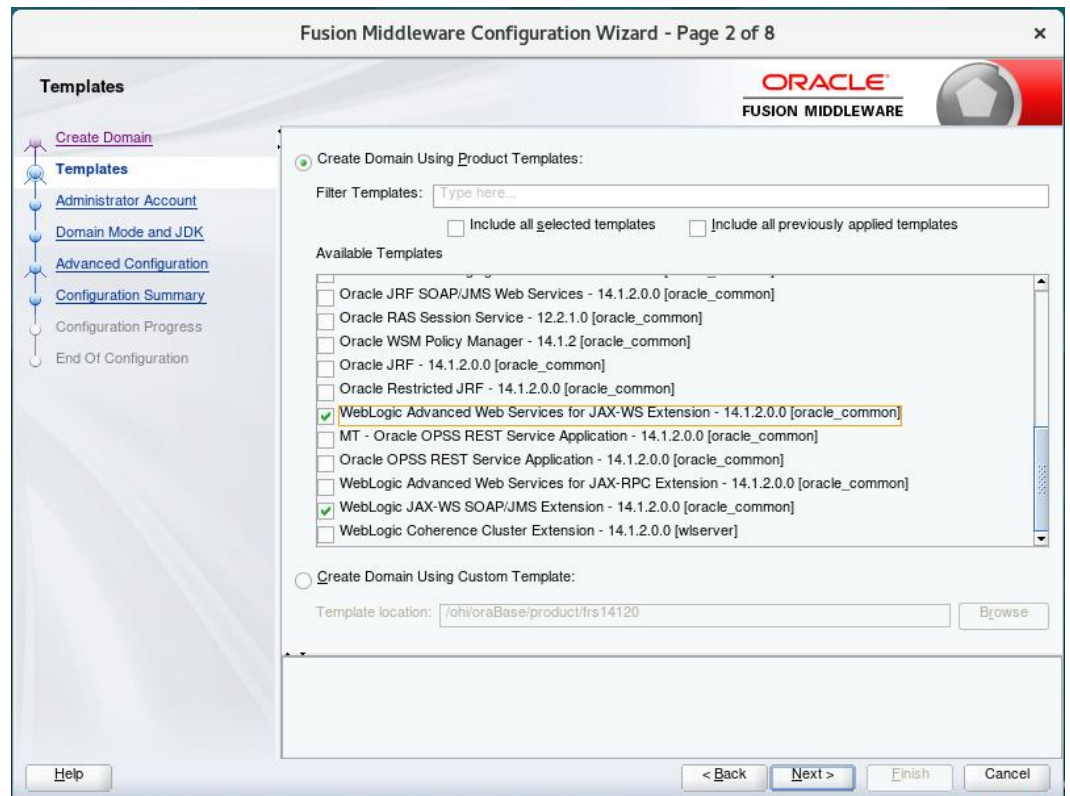 Fusion Middleware Configuration Wizard - Page 2 of 8
Templates
ORACLE
FUSION MIDDLEWARE
Create Domain
Templates
Administrator Account
Domain Mode and JDK
Advanced Configuration
Configuration Summary
Configuration Progress
End Of Configuration
Create Domain Using Product Templates:
Filter Templates: Type here...
Include all selected templates Include all previously applied templates
Available Templates
Oracle JRF SOAP/JMS Web Services - 14.1.2.0.0 [oracle_common]
Oracle RAS Session Service - 12.2.1.0 [oracle_common]
Oracle WSM Policy Manager - 14.1.2 [oracle_common]
Oracle JRF - 14.1.2.0.0 [oracle_common]
Oracle Restricted JRF - 14.1.2.0.0 [oracle_common]
WebLogic Advanced Web Services for JAX-WS Extension - 14.1.2.0.0 [oracle_common]
MT - Oracle OPSS REST Service Application - 14.1.2.0.0 [oracle_common]
Oracle OPSS REST Service Application - 14.1.2.0.0 [oracle_common]
WebLogic Advanced Web Services for JAX-RPC Extension - 14.1.2.0.0 [oracle_common]
WebLogic JAX-WS SOAP/JMS Extension - 14.1.2.0.0 [oracle_common]
WebLogic Coherence Cluster Extension - 14.1.2.0.0 [wlserver]
Create Domain Using Custom Template:
Template location: /ohi/oraBase/product/frs14120 Browse
Help < Back Next > Finish Cancel